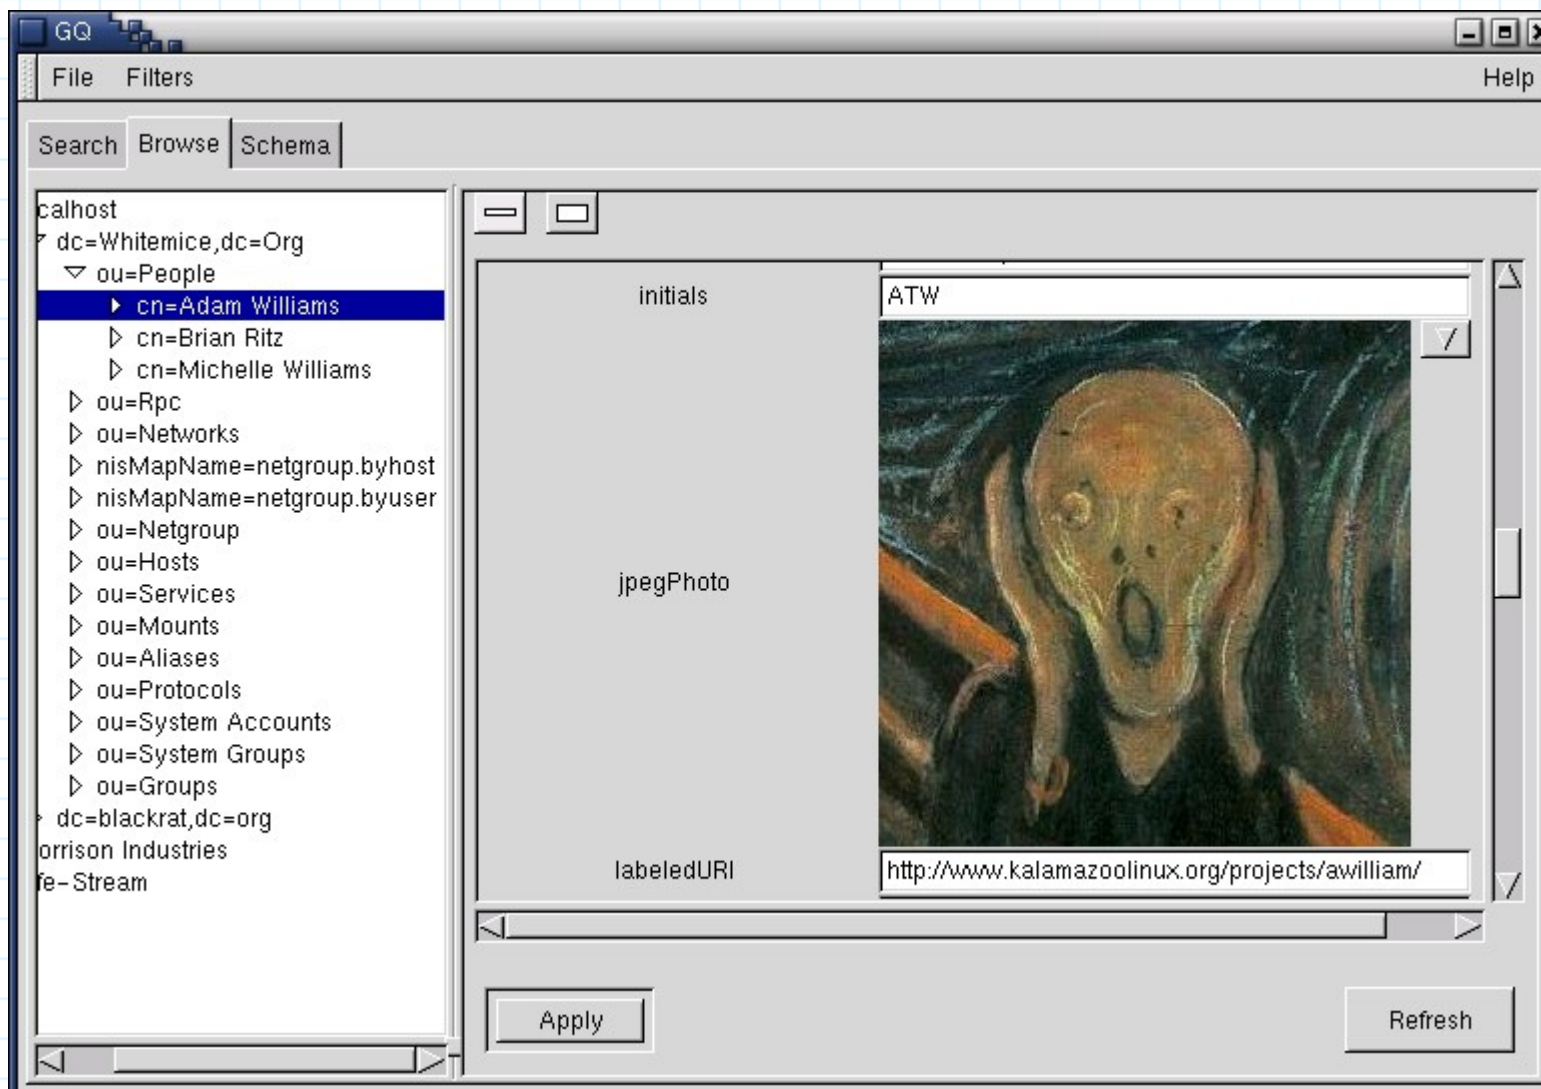 GQ
File Filters Help
Search Browse Schema
calhost
dc=Whitemice,dc=Org
ou=People
cn=Adam Williams
cn=Brian Ritz
cn=Michelle Williams
ou=Rpc
ou=Networks
nisMapName=netgroup.byhost
nisMapName=netgroup.byuser
ou=Netgroup
ou=Hosts
ou=Services
ou=Mounts
ou=Aliases
ou=Protocols
ou=System Accounts
ou=System Groups
ou=Groups
dc=blackrat,dc=org
orrison Industries
fe-Stream
initials ATW
jpegPhoto
labeledURI http://www.kalamazoolinux.org/projects/awilliam/
Apply Refresh